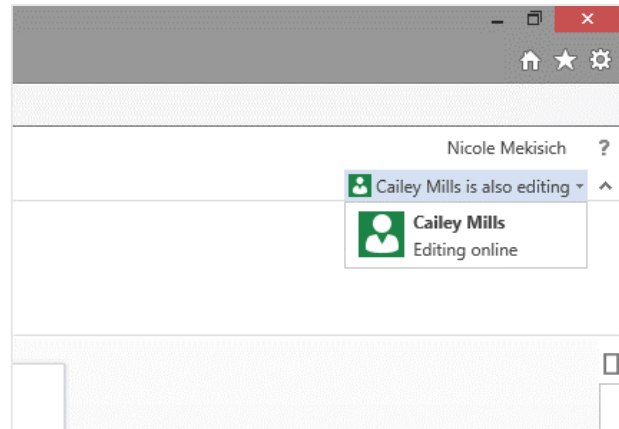 Nicole Mekisich ?
Cailey Mills is also editing
Cailey Mills
Editing online